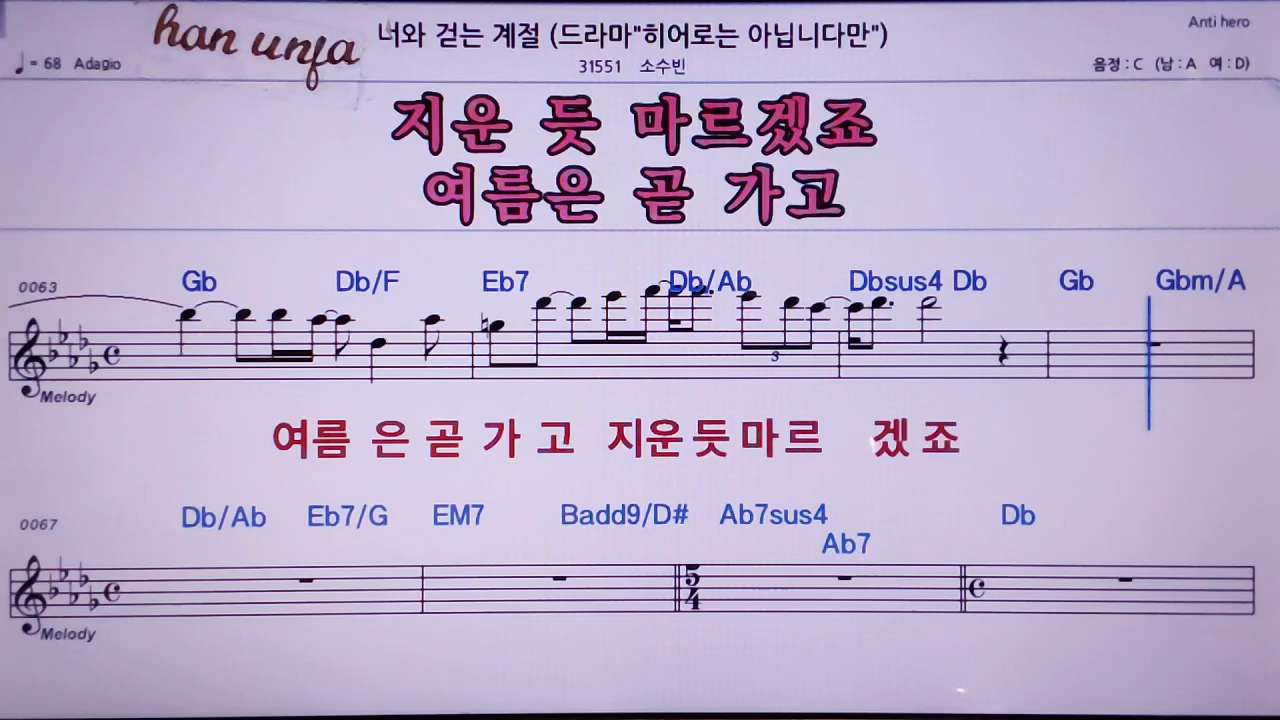 han unfa
너와 걷는 계절 (드라마"히어로는 아닙니다만")
Anti hero
♩= 68 Adagio
31551 소수빈
음정 : C (남 : A 여 : D)
지운 듯 마르겠죠
여름은 곧 가고
0063
Gb Db/F Eb7 Db/Ab Dbsus4 Db Gb Gbm/A
3
Melody
여름 은 곧 가 고 지운듯마르 겠 죠
0067
Db/Ab Eb7/G EM7 Badd9/D# Ab7sus4 Db
Ab7
5
4
Melody